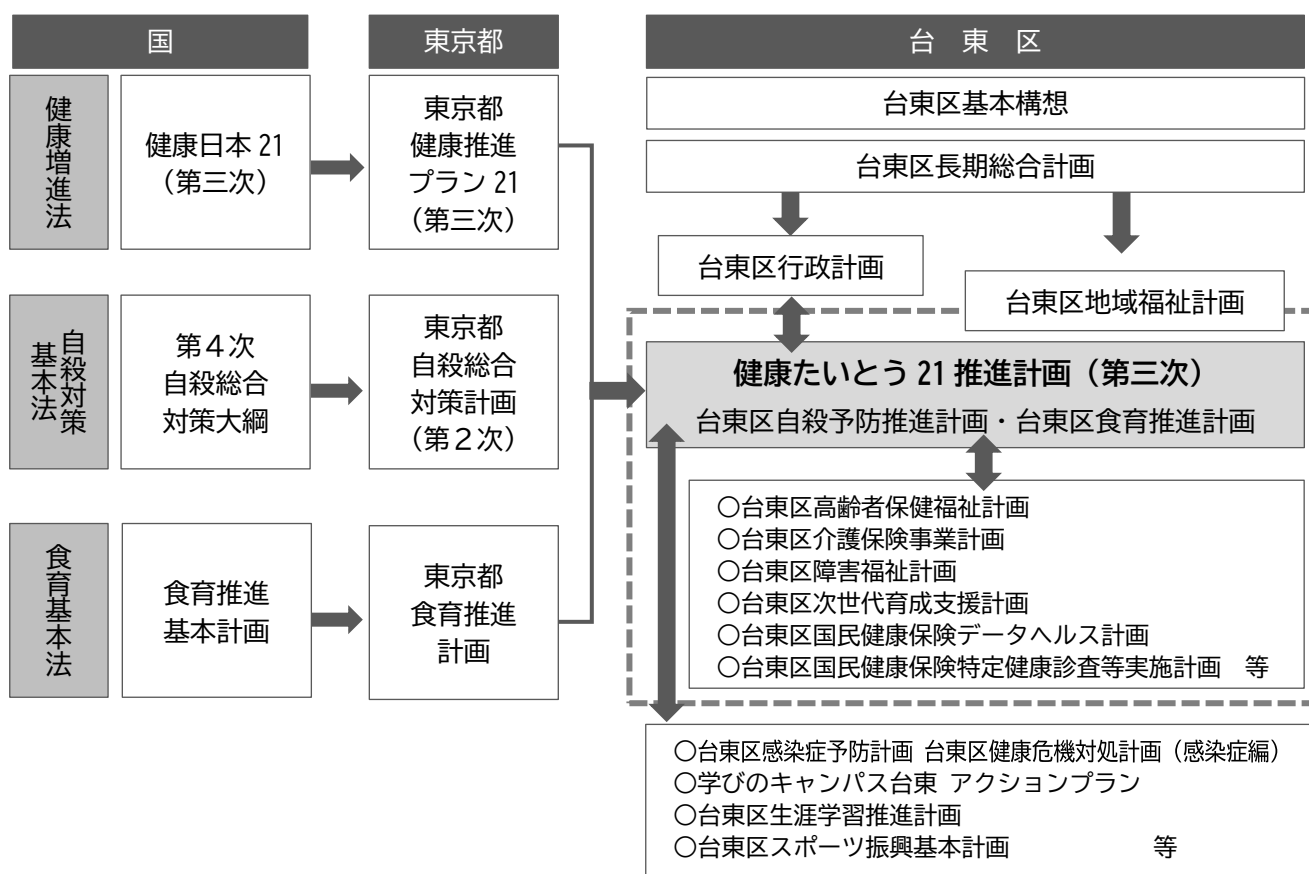 国
東京都
台 東 区
健康増進法
健康日本 21
（第三次）
東京都
健康推進
プラン 21
（第三次）
台東区基本構想
台東区長期総合計画
台東区行政計画
台東区地域福祉計画
自殺対策
基本法
第４次
自殺総合
対策大綱
東京都
自殺総合
対策計画
（第２次）
健康たいとう 21 推進計画（第三次）
台東区自殺予防推進計画・台東区食育推進計画
食育基本法
食育推進
基本計画
東京都
食育推進
計画
○台東区高齢者保健福祉計画
○台東区介護保険事業計画
○台東区障害福祉計画
○台東区次世代育成支援計画
○台東区国民健康保険データヘルス計画
○台東区国民健康保険特定健康診査等実施計画　等
○台東区感染症予防計画 台東区健康危機対処計画（感染症編）
○学びのキャンパス台東 アクションプラン
○台東区生涯学習推進計画
○台東区スポーツ振興基本計画　　　　　　等